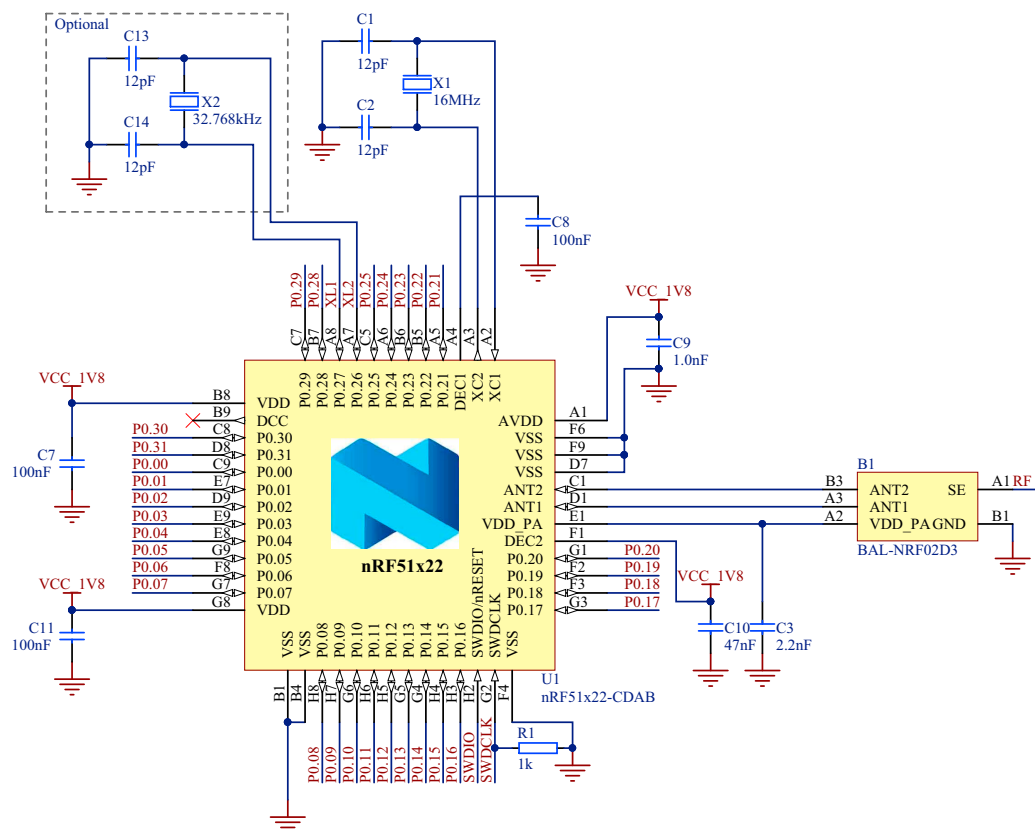 Optional
C13
12pF
X2
32.768kHz
C14
12pF
C1
12pF
X1
16MHz
C2
12pF
C8
100nF
P0.29
P0.28
XL1
XL2
P0.25
P0.24
P0.23
P0.22
P0.21
C7
B7
A8
A7
C5
A6
B6
B5
A5
A4
A3
A2
P0.29
P0.28
P0.27
P0.26
P0.25
P0.24
P0.23
P0.22
P0.21
DEC1
XC2
XC1
VCC_1V8
C9
1.0nF
VCC_1V8
C7
100nF
B8
VDD
B9
DCC
P0.30
C8
P0.30
P0.31
D8
P0.31
P0.00
C9
P0.00
P0.01
E7
P0.01
P0.02
D9
P0.02
P0.03
E9
P0.03
P0.04
E8
P0.04
P0.05
G9
P0.05
P0.06
F8
P0.06
P0.07
G7
P0.07
G8
VDD
VCC_1V8
C11
100nF
nRF51x22
AVDD
A1
VSS
F6
VSS
F9
VSS
D7
ANT2
C1
ANT1
D1
VDD_PA
E1
DEC2
F1
P0.20
G1
P0.20
P0.19
F2
P0.19
P0.18
F3
P0.18
P0.17
G3
P0.17
B1
B3
ANT2
SE
A1
RF
A3
ANT1
A2
VDD_PA
GND
B1
BAL-NRF02D3
VCC_1V8
C10
47nF
C3
2.2nF
VSS
VSS
P0.08
P0.09
P0.10
P0.11
P0.12
P0.13
P0.14
P0.15
P0.16
SWDIO/nRESET
SWDCLK
VSS
U1
nRF51x22-CDAB
B1
B4
H8
H7
G6
H6
H5
G5
G4
H4
H3
H2
G2
F4
P0.08
P0.09
P0.10
P0.11
P0.12
P0.13
P0.14
P0.15
P0.16
SWDIO
SWDCLK
R1
1k